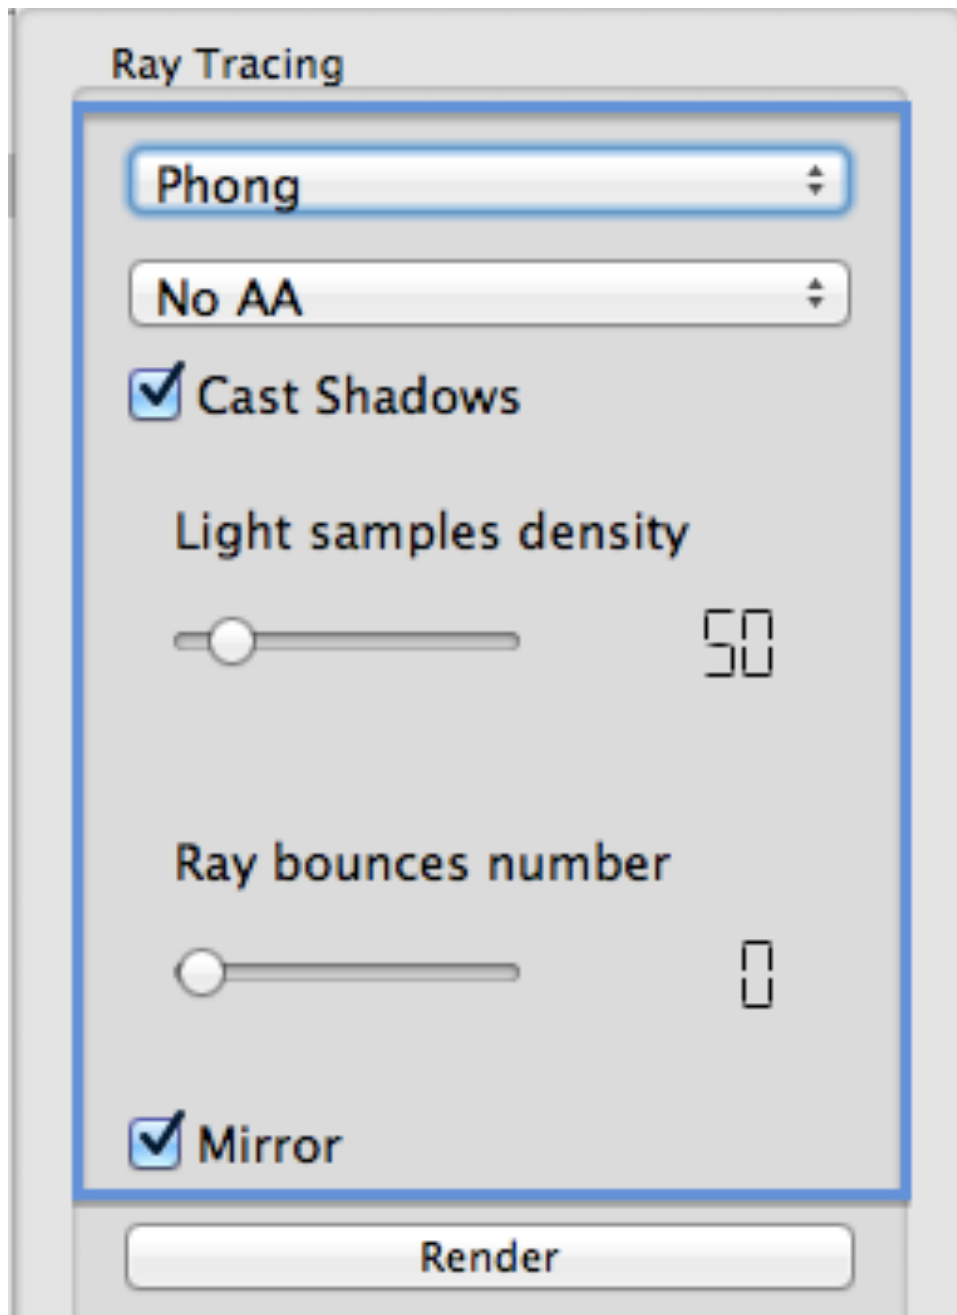 Ray Tracing
Phong
No AA
Cast Shadows
Light samples density
50
Ray bounces number
0
Mirror
Render